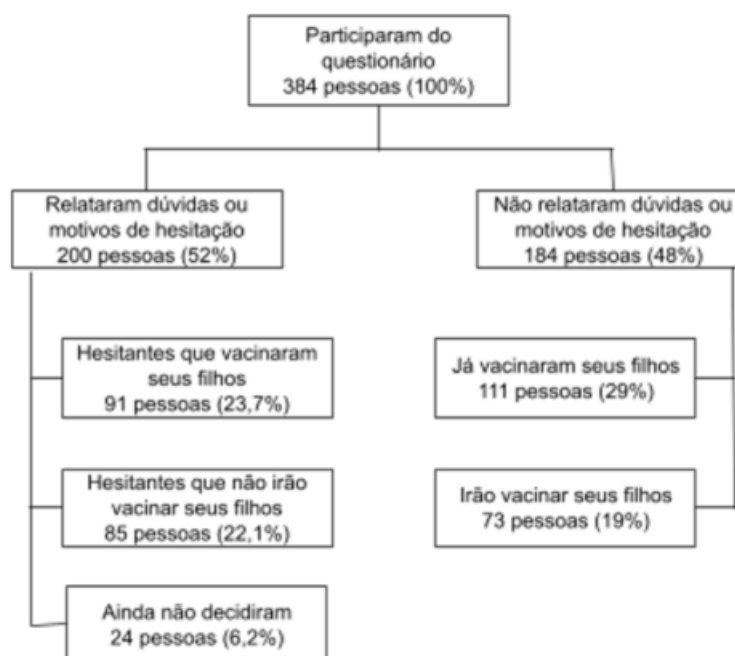 Participaram do
questionário
384 pessoas (100%)
Relataram dúvidas ou
motivos de hesitação
200 pessoas (52%)
Não relataram dúvidas ou
motivos de hesitação
184 pessoas (48%)
Hesitantes que vacinaram
seus filhos
91 pessoas (23,7%)
Já vacinaram seus filhos
111 pessoas (29%)
Hesitantes que não irão
vacinar seus filhos
85 pessoas (22,1%)
Irão vacinar seus filhos
73 pessoas (19%)
Ainda não decidiram
24 pessoas (6,2%)